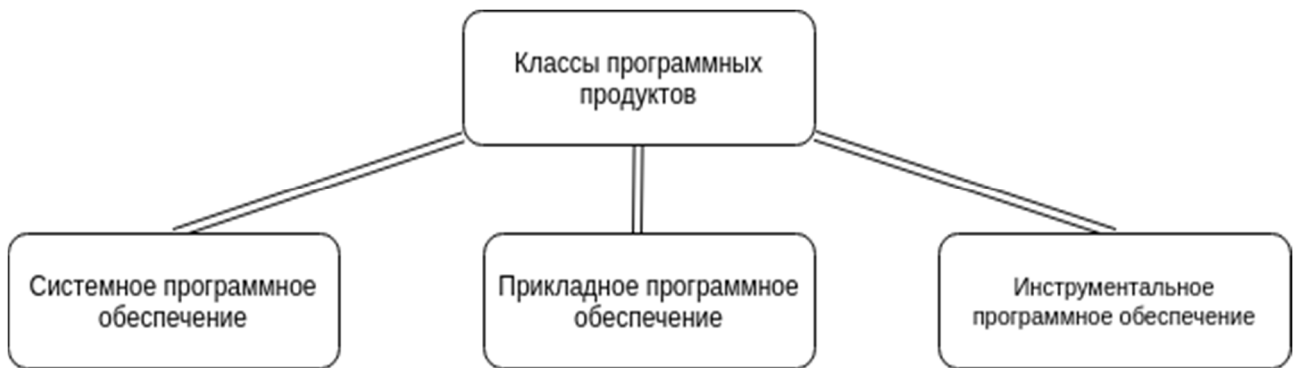 Классы программных
продуктов
Системное программное
обеспечение
Прикладное программное
обеспечение
Инструментальное
программное обеспечение